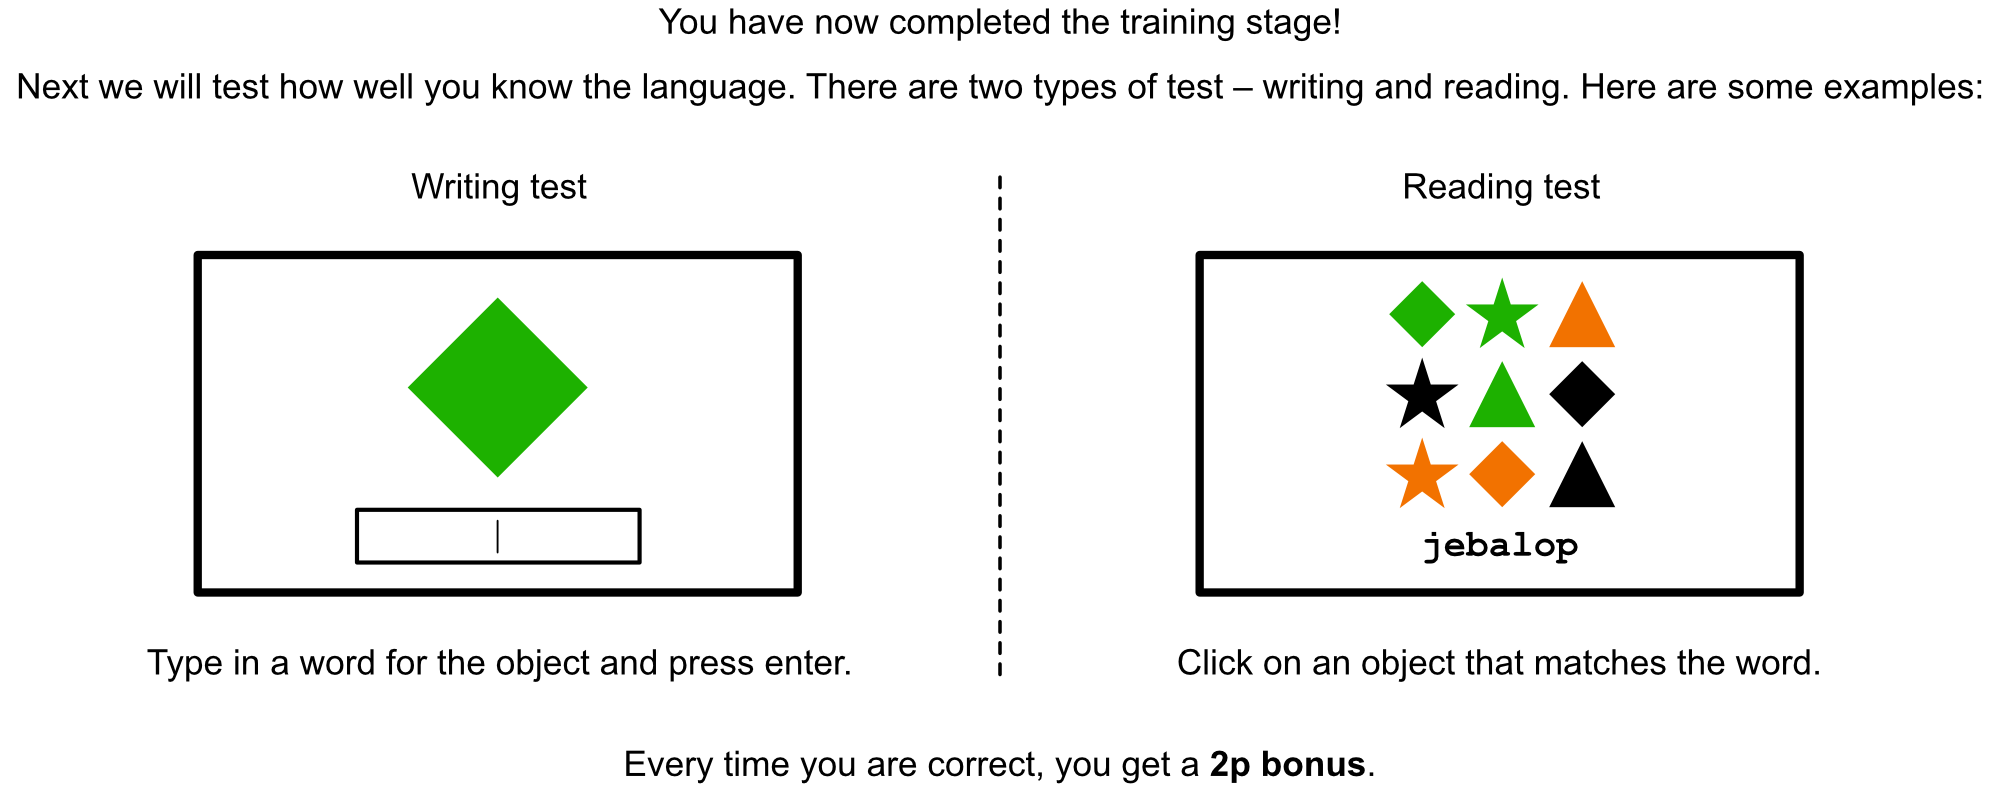 You have now completed the training stage!
Next we will test how well you know the language. There are two types of test – writing and reading. Here are some examples:
Writing test
Type in a word for the object and press enter.
Reading test
jebalop
Click on an object that matches the word.
Every time you are correct, you get a 2p bonus.